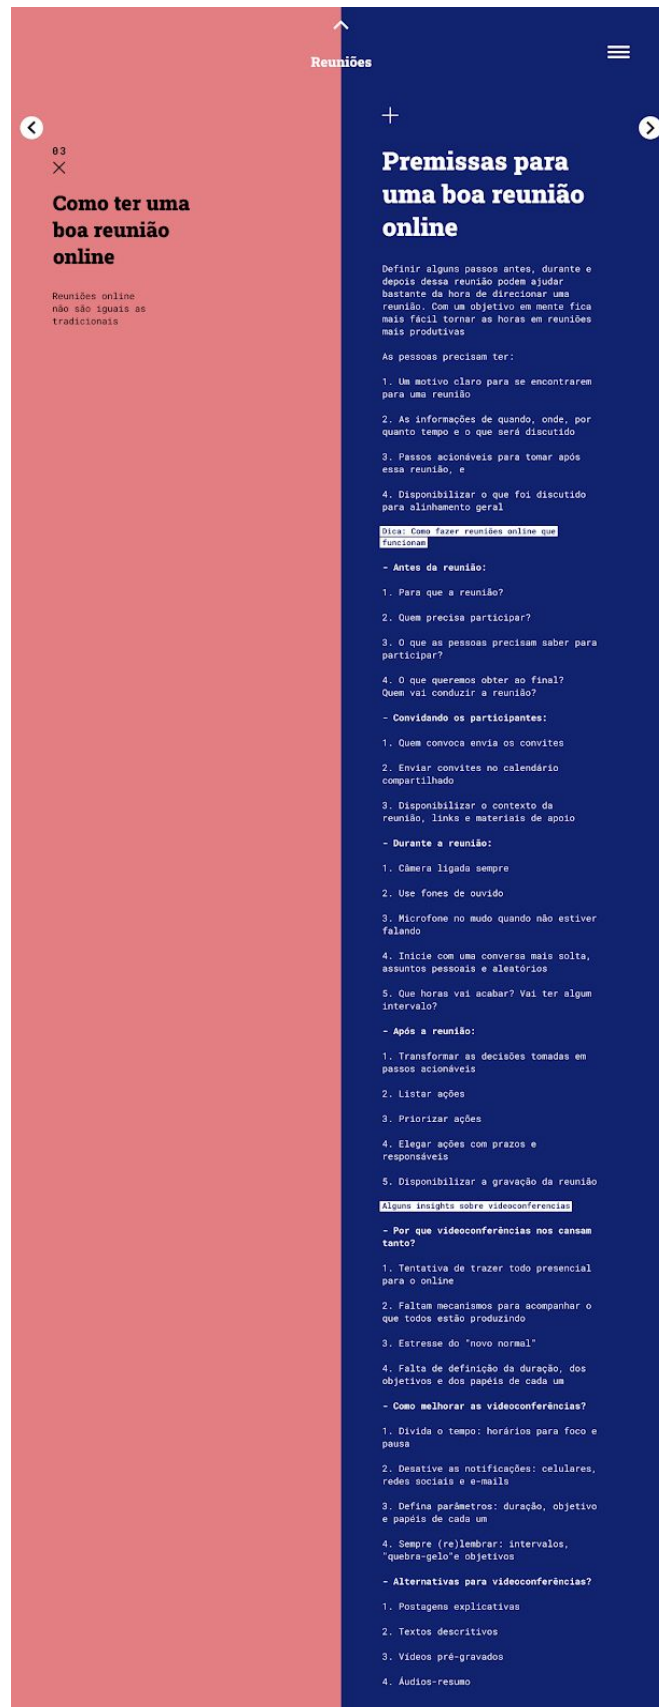 Reuniões
03
Como ter uma
boa reunião
online
Reuniões online
não são iguais as
tradicionais
Premissas para
uma boa reunião
online
Definir alguns passos antes, durante e
depois dessa reunião podem ajudar
bastante da hora de direcionar uma
reunião. Com um objetivo em mente fica
mais fácil tornar as horas em reuniões
mais produtivas
As pessoas precisam ter:
1. Um motivo claro para se encontrarem
para uma reunião
2. As informações de quando, onde, por
quanto tempo e o que será discutido
3. Passos acionáveis para tomar após
essa reunião, e
4. Disponibilizar o que foi discutido
para alinhamento geral
Dica: Como fazer reuniões online que
funcionam
- Antes da reunião:
1. Para que a reunião?
2. Quem precisa participar?
3. O que as pessoas precisam saber para
participar?
4. O que queremos obter ao final?
Quem vai conduzir a reunião?
- Convidando os participantes:
1. Quem convoca envia os convites
2. Enviar convites no calendário
compartilhado
3. Disponibilizar o contexto da
reunião, links e materiais de apoio
- Durante a reunião:
1. Câmera ligada sempre
2. Use fones de ouvido
3. Microfone no mudo quando não estiver
falando
4. Inicie com uma conversa mais solta,
assuntos pessoais e aleatórios
5. Que horas vai acabar? Vai ter algum
intervalo?
- Após a reunião:
1. Transformar as decisões tomadas em
passos acionáveis
2. Listar ações
3. Priorizar ações
4. Elegar ações com prazos e
responsáveis
5. Disponibilizar a gravação da reunião
Alguns insights sobre videoconferencias
- Por que videoconferências nos cansam
tanto?
1. Tentativa de trazer todo presencial
para o online
2. Faltam mecanismos para acompanhar o
que todos estão produzindo
3. Estresse do "novo normal"
4. Falta de definição da duração, dos
objetivos e dos papéis de cada um
- Como melhorar as videoconferências?
1. Divida o tempo: horários para foco e
pausa
2. Desative as notificações: celulares,
redes sociais e e-mails
3. Defina parâmetros: duração, objetivo
e papéis de cada um
4. Sempre (re)lembrar: intervalos,
"quebra-gelo"e objetivos
- Alternativas para videoconferências?
1. Postagens explicativas
2. Textos descritivos
3. Vídeos pré-gravados
4. Áudios-resumo